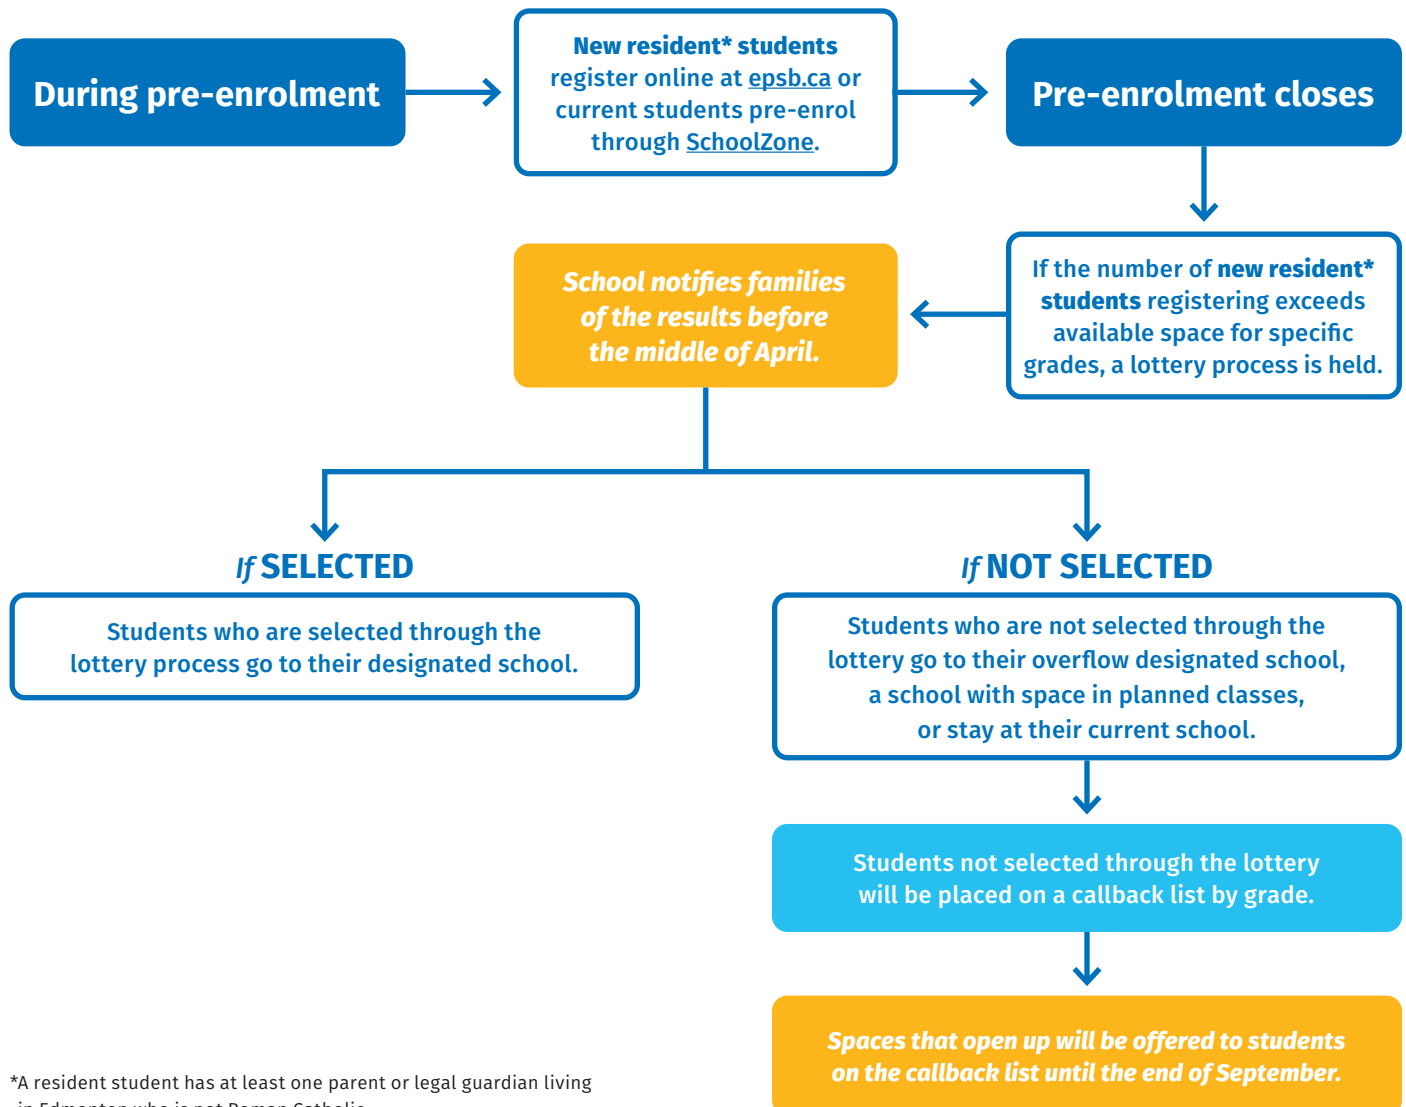 During pre-enrolment
New resident* students
register online at epsb.ca or
current students pre-enrol
through SchoolZone.
Pre-enrolment closes
If the number of new resident*
students registering exceeds
available space for specific
grades, a lottery process is held.
School notifies families
of the results before
the middle of April.
If SELECTED
Students who are selected through the
lottery process go to their designated school.
If NOT SELECTED
Students who are not selected through the
lottery go to their overflow designated school,
a school with space in planned classes,
or stay at their current school.
Students not selected through the lottery
will be placed on a callback list by grade.
Spaces that open up will be offered to students
on the callback list until the end of September.
*A resident student has at least one parent or legal guardian living
in Edmonton who is not Roman Catholic